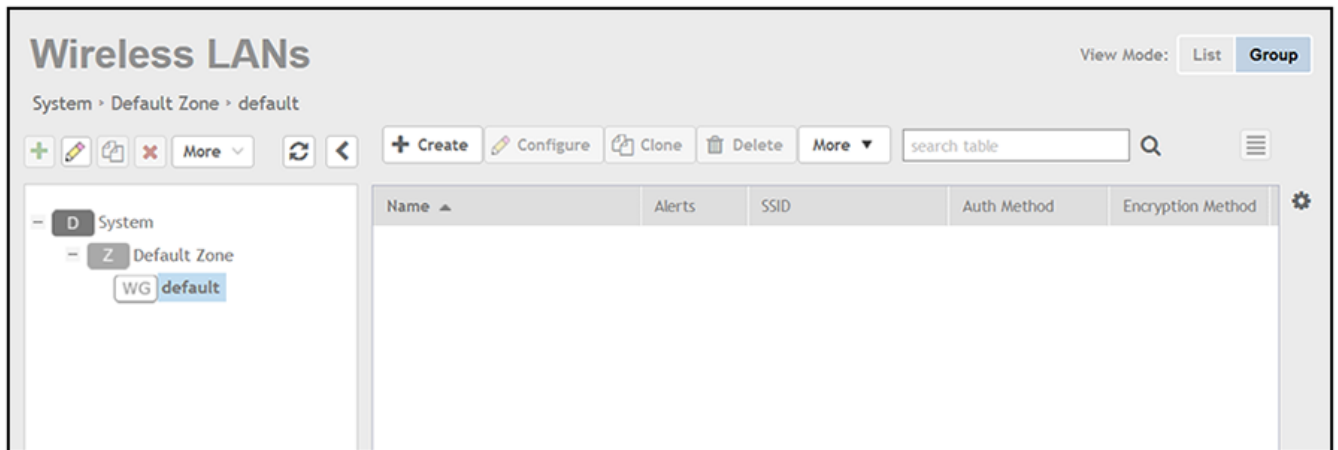 Wireless LANs
View Mode: List Group
System › Default Zone › default
More
+ Create Configure Clone Delete More ▼ search table
D System
Z Default Zone
WG default
Name ▲ Alerts SSID Auth Method Encryption Method